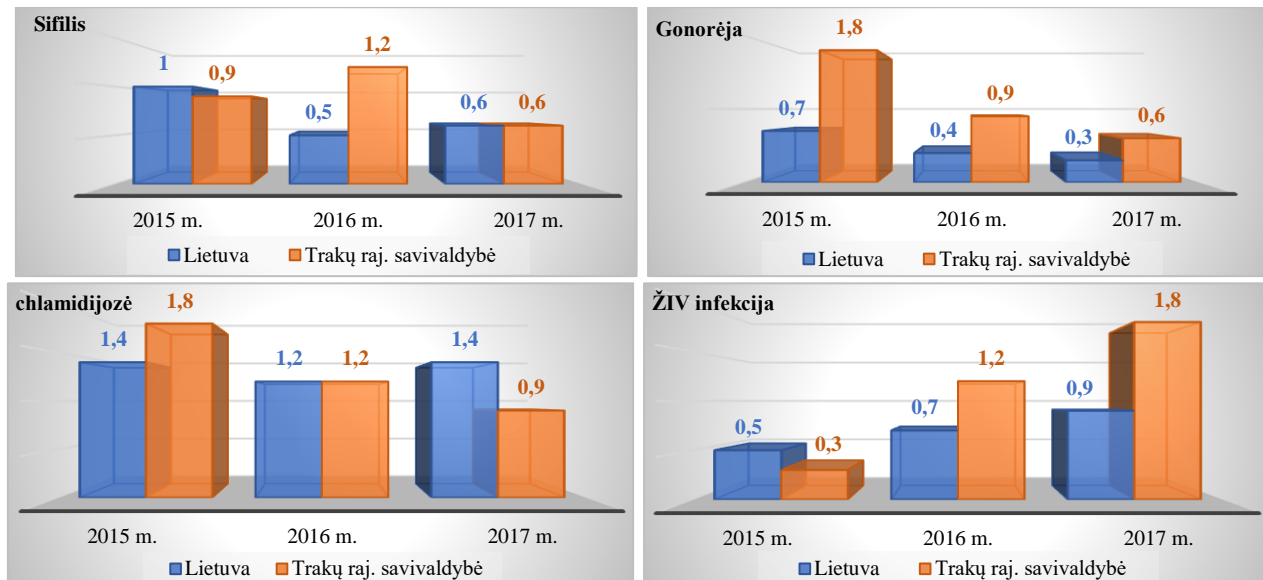 Sifilis
1
0,9
0,5
1,2
0,6
0,6
2015 m.
2016 m.
2017 m.
Lietuva
Trakų raj. savivaldybė
Gonorėja
0,7
1,8
0,4
0,9
0,3
0,6
2015 m.
2016 m.
2017 m.
Lietuva
Trakų raj. savivaldybė
chlamidijozė
1,4
1,8
1,2
1,2
1,4
0,9
2015 m.
2016 m.
2017 m.
Lietuva
Trakų raj. savivaldybė
ŽIV infekcija
0,5
0,3
0,7
1,2
0,9
1,8
2015 m.
2016 m.
2017 m.
Lietuva
Trakų raj. savivaldybė